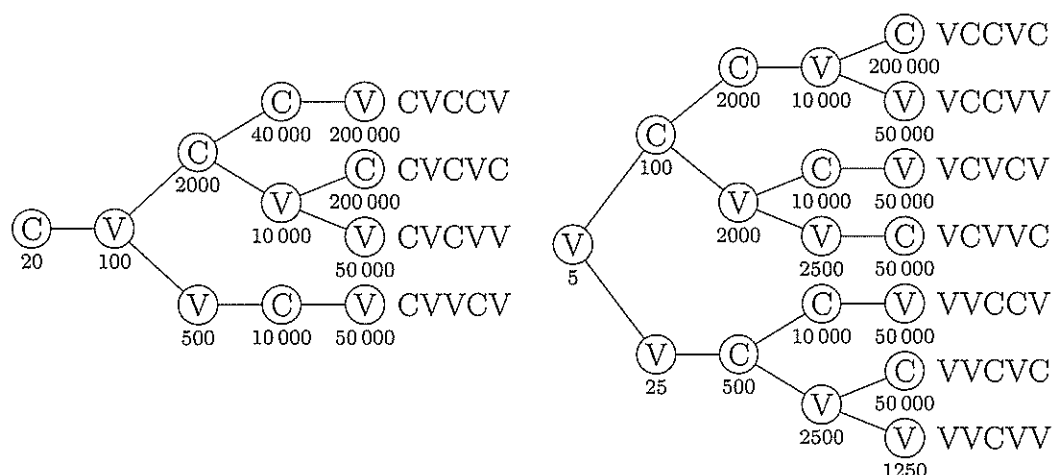 C V CVCCV
40 000 200 000
C C CVCVC
2000 200 000
V
10 000
C V V CVCVV
20 100 50 000
V C V CVVCV
500 10 000 50 000
C VCCVC
C V 200 000
2000 10 000 V VCCVV
C 50 000
100 C V VCVCV
V 10 000 50 000
V 2000 V C VCVVC
5 2500 50 000
C V VVCCV
10 000 50 000
V C C VVCVC
25 500 50 000
V
2500 V VVCVV
1250